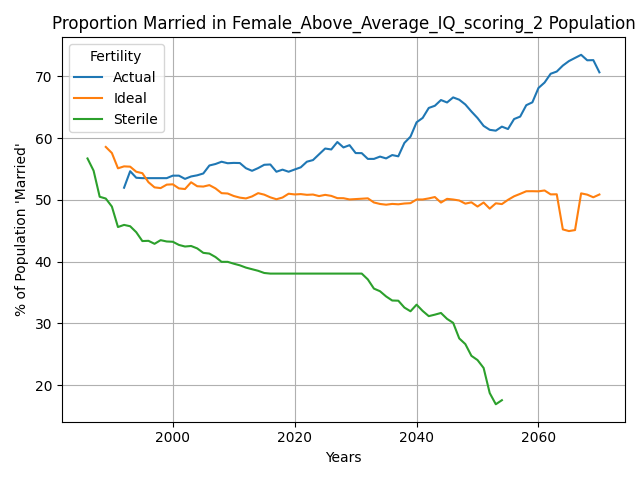 Proportion Married in Female_Above_Average_IQ_scoring_2 Population
Fertility
Actual
Ideal
Sterile
% of Population 'Married'
70
60
50
40
30
20
2000
2020
2040
2060
Years